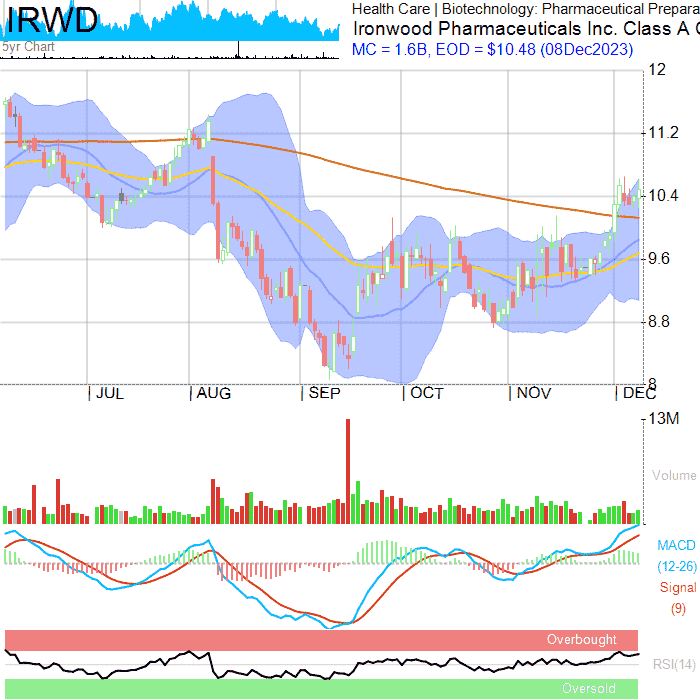 IRWD
5yr Chart
Health Care | Biotechnology: Pharmaceutical Prepara
Ironwood Pharmaceuticals Inc. Class A C
MC = 1.6B, EOD = $10.48 (08Dec2023)
12
11.2
10.4
9.6
8.8
8
JUL AUG SEP OCT NOV DEC
13M
Volume
MACD
(12-26)
Signal
(9)
Overbought
RSI(14)
Oversold